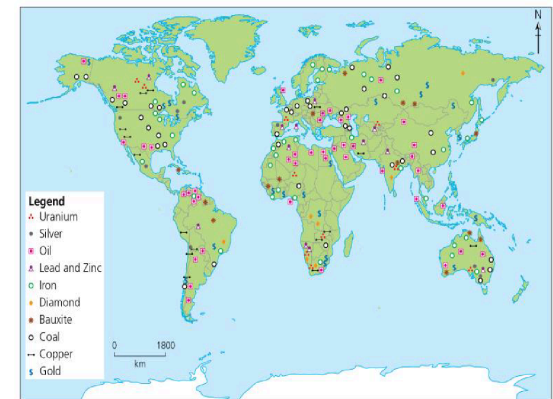 N
Legend
Uranium
Silver
Oil
Lead and Zinc
Iron
Diamond
Bauxite
Coal
Copper
$ Gold
0 1800
km